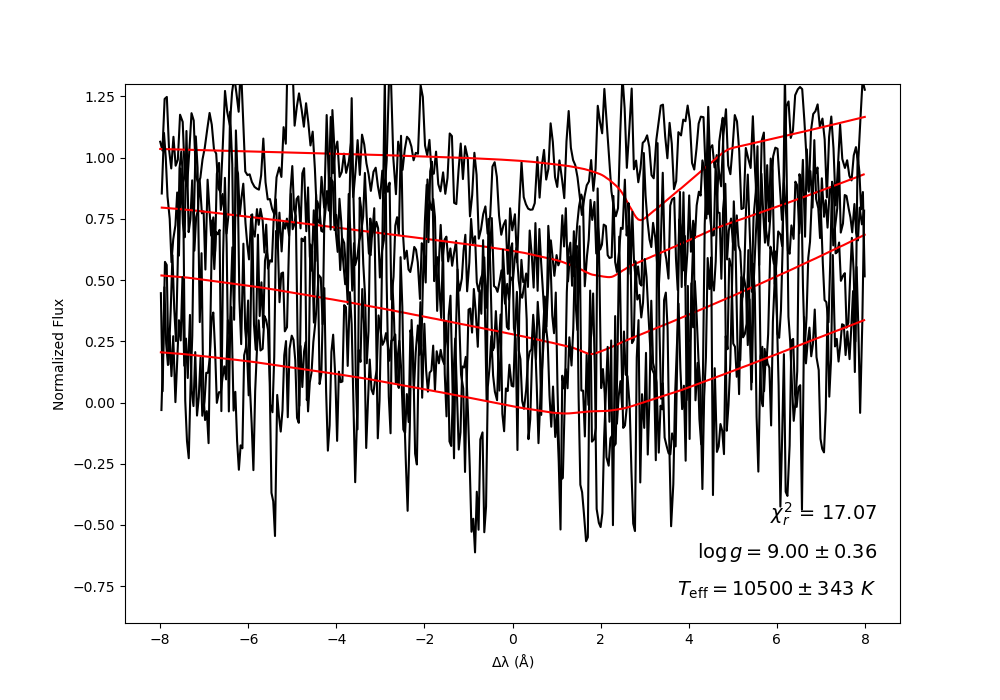 1.25
1.00
0.75
0.50
0.25
0.00
−0.25
−0.50
−0.75
Normalized Flux
χ²ᵣ = 17.07
log g = 9.00 ± 0.36
T_eff = 10500 ± 343 K
−8 −6 −4 −2 0 2 4 6 8
Δλ (Å)